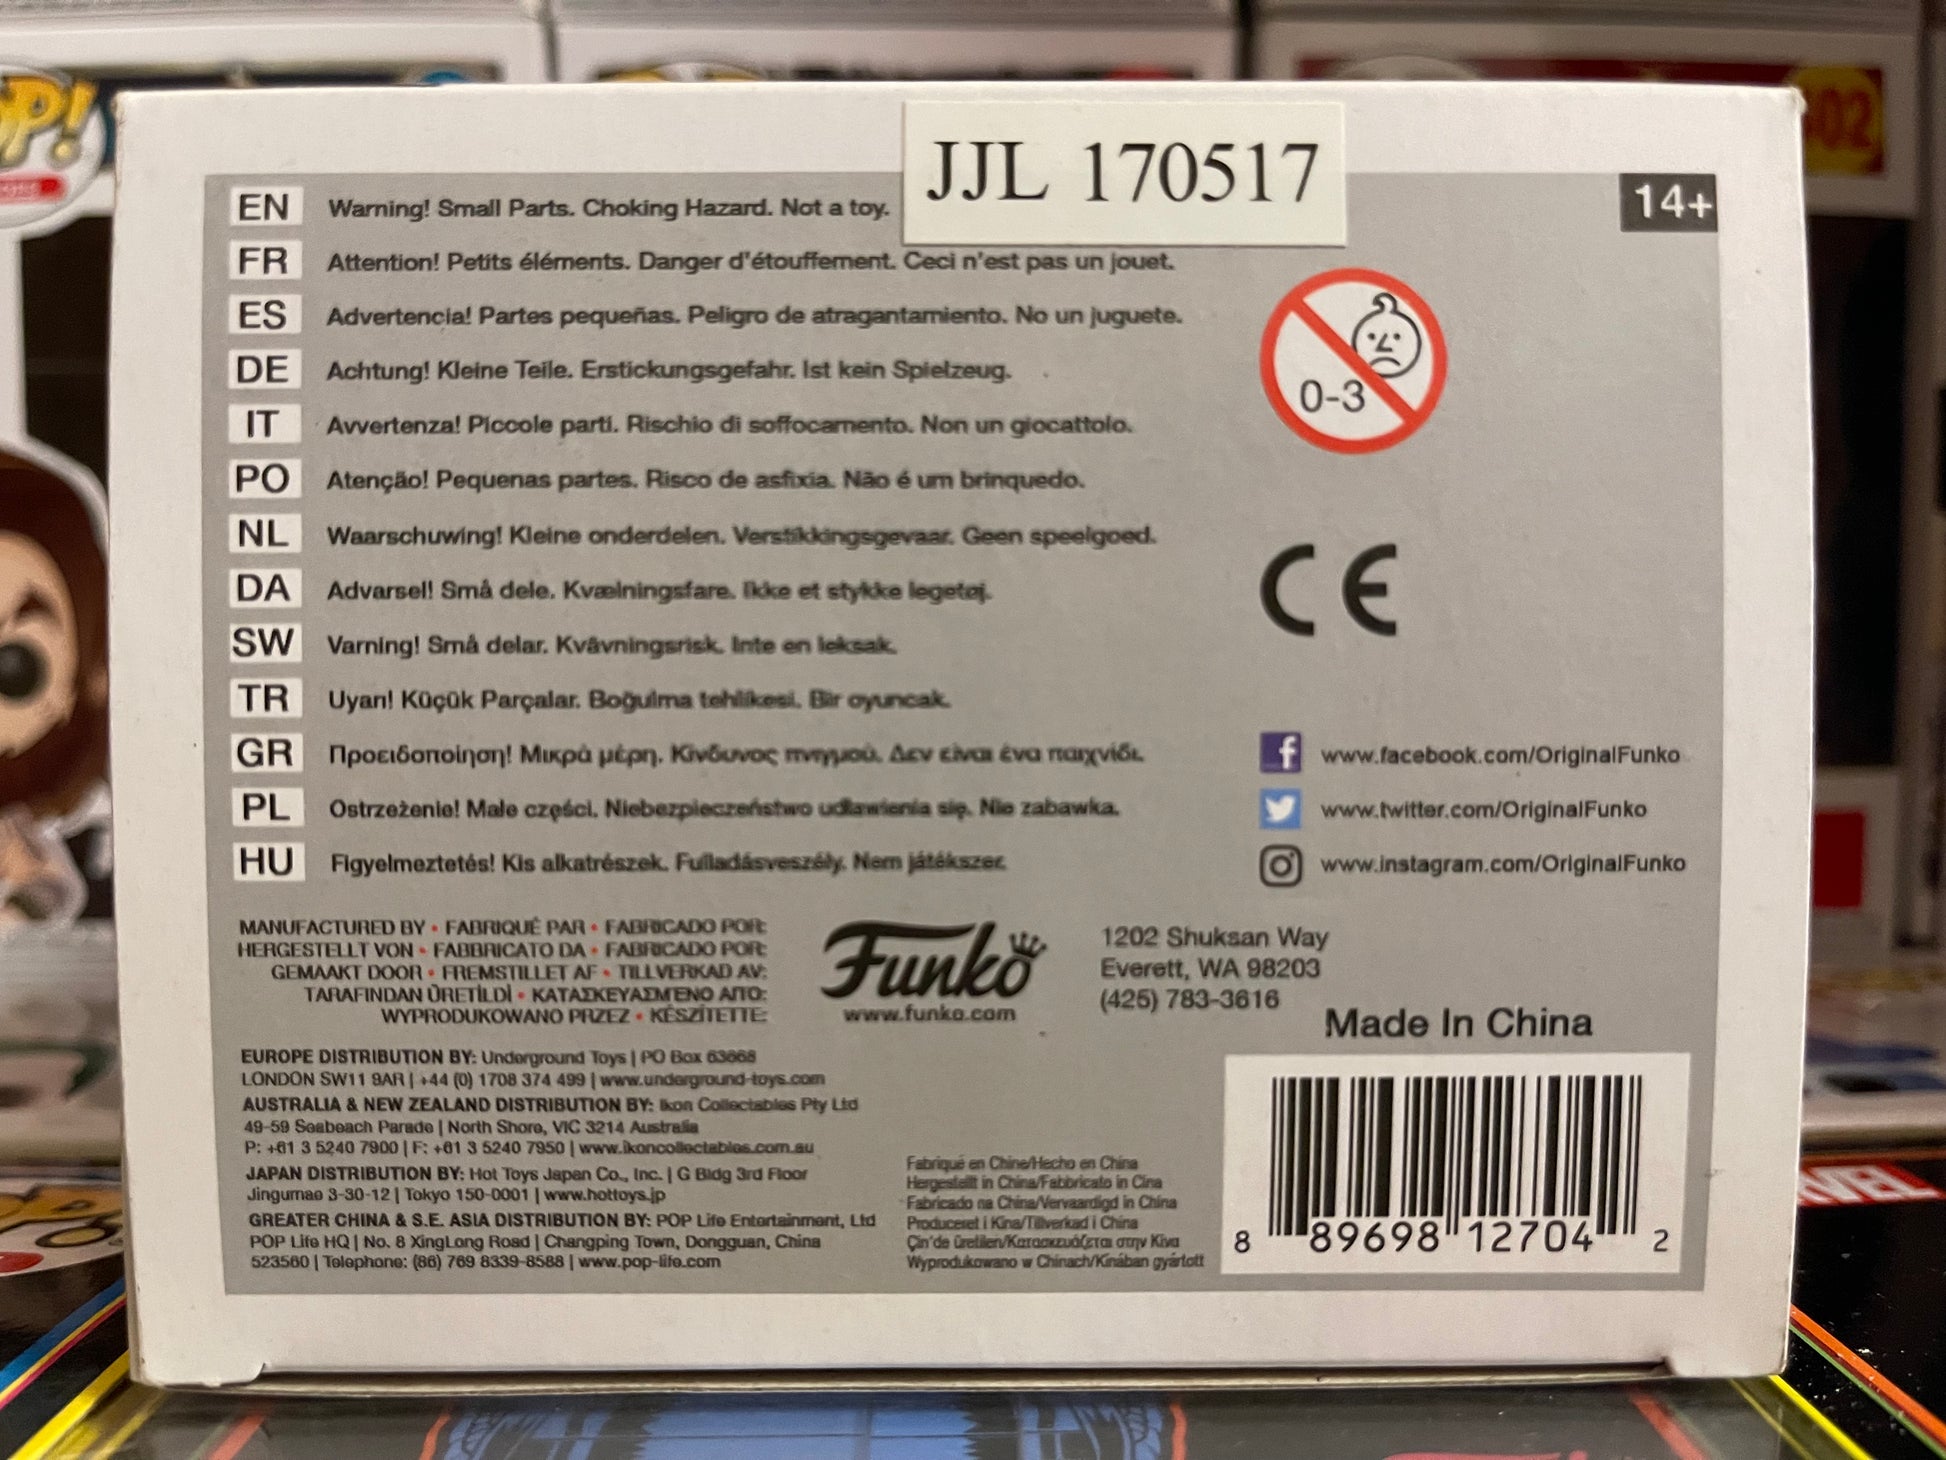 JJL 170517
14+
EN Warning! Small Parts. Choking Hazard. Not a toy.
FR Attention! Petits éléments. Danger d'étouffement. Ceci n'est pas un jouet.
ES Advertencia! Partes pequeñas. Peligro de atragantamiento. No un juguete.
DE Achtung! Kleine Teile. Erstickungsgefahr. Ist kein Spielzeug.
IT Avvertenza! Piccole parti. Rischio di soffocamento. Non un giocattolo.
PO Atenção! Pequenas partes. Risco de asfixia. Não é um brinquedo.
NL Waarschuwing! Kleine onderdelen. Verstikkingsgevaar. Geen speelgoed.
DA Advarsel! Små dele. Kvælningsfare. Ikke et stykke legetøj.
SW Varning! Små delar. Kvävningsrisk. Inte en leksak.
TR Uyarı! Küçük Parçalar. Boğulma tehlikesi. Bir oyuncak.
GR Προειδοποίηση! Μικρά μέρη. Κίνδυνος πνιγμού. Δεν είναι ένα παιχνίδι.
PL Ostrzeżenie! Małe części. Niebezpieczeństwo udławienia się. Nie zabawka.
HU Figyelmeztetés! Kis alkatrészek. Fulladásveszély. Nem játékszer.
0-3
CE
www.facebook.com/OriginalFunko
www.twitter.com/OriginalFunko
www.instagram.com/OriginalFunko
MANUFACTURED BY • FABRIQUÉ PAR • FABRICADO POR:
HERGESTELLT VON • FABBRICATO DA • FABRICADO POR:
GEMAAKT DOOR • FREMSTILLET AF • TILLVERKAD AV:
TARAFINDAN ÜRETİLDİ • ΚΑΤΑΣΚΕΥΑΣΜΈΝΟ ΑΠΌ:
WYPRODUKOWANO PRZEZ • KÉSZÍTETTE:
Funko
www.funko.com
1202 Shuksan Way
Everett, WA 98203
(425) 783-3616
Made In China
EUROPE DISTRIBUTION BY: Underground Toys | PO Box 63668
LONDON SW11 9AR | +44 (0) 1708 374 499 | www.underground-toys.com
AUSTRALIA & NEW ZEALAND DISTRIBUTION BY: Ikon Collectables Pty Ltd
49-59 Seabeach Parade | North Shore, VIC 3214 Australia
P: +61 3 5240 7900 | F: +61 3 5240 7950 | www.ikoncollectables.com.au
JAPAN DISTRIBUTION BY: Hot Toys Japan Co., Inc. | G Bldg 3rd Floor
Jingumae 3-30-12 | Tokyo 150-0001 | www.hottoys.jp
GREATER CHINA & S.E. ASIA DISTRIBUTION BY: POP Life Entertainment, Ltd
POP Life HQ | No. 8 XingLong Road | Changping Town, Dongguan, China
523560 | Telephone: (86) 769 8339-8588 | www.pop-life.com
Fabriqué en Chine/Hecho en China
Hergestellt in China/Fabbricato in Cina
Fabricado na China/Vervaardigd in China
Produceret i Kina/Tillverkad i China
Çin'de üretilen/Κατασκευάζεται στην Κίνα
Wyprodukowano w Chinach/Kínában gyártott
8 89698 12704 2